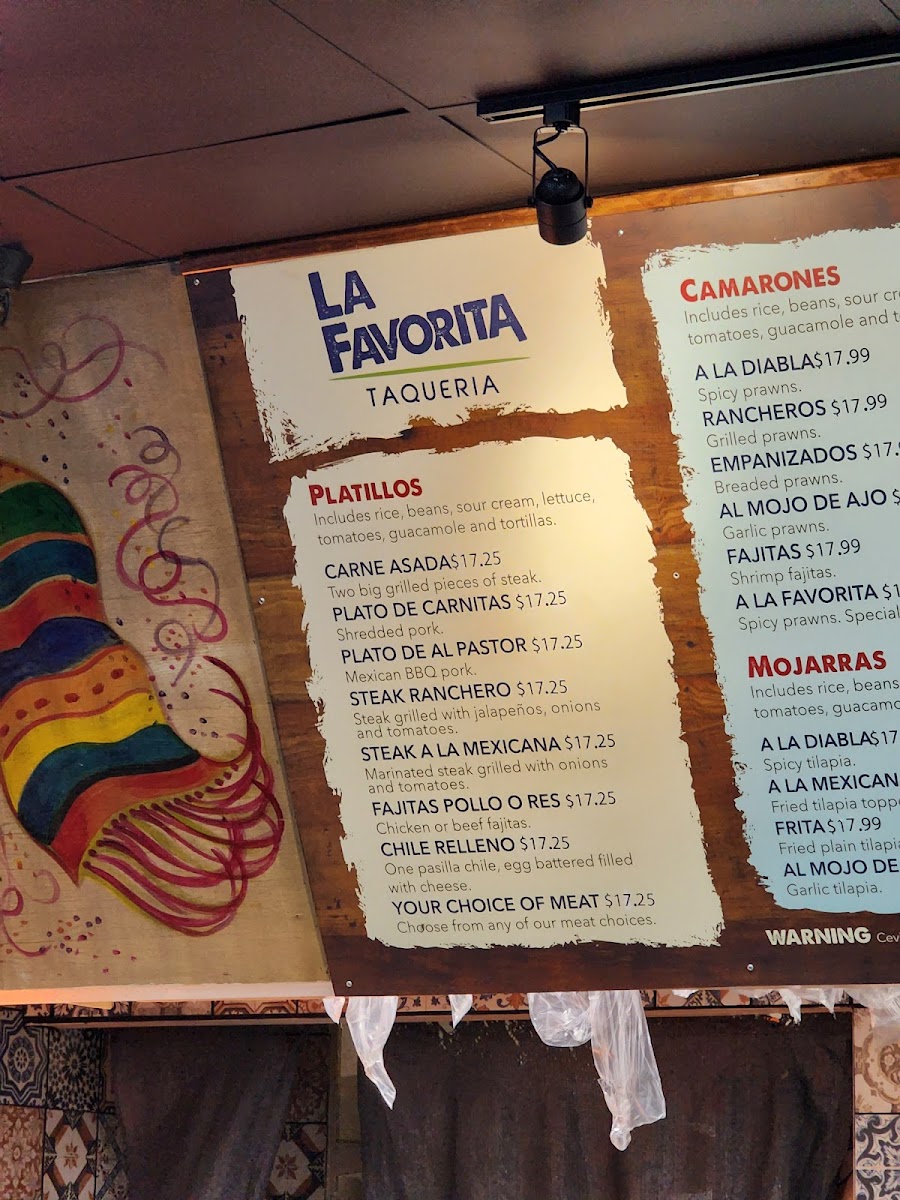 LA
FAVORITA
TAQUERIA
PLATILLOS
Includes rice, beans, sour cream, lettuce,
tomatoes, guacamole and tortillas.
CARNE ASADA$17.25
Two big grilled pieces of steak.
PLATO DE CARNITAS $17.25
Shredded pork.
PLATO DE AL PASTOR $17.25
Mexican BBQ pork.
STEAK RANCHERO $17.25
Steak grilled with jalapeños, onions
and tomatoes.
STEAK A LA MEXICANA $17.25
Marinated steak grilled with onions
and tomatoes.
FAJITAS POLLO O RES $17.25
Chicken or beef fajitas.
CHILE RELLENO $17.25
One pasilla chile, egg battered filled
with cheese.
YOUR CHOICE OF MEAT $17.25
Choose from any of our meat choices.
CAMARONES
Includes rice, beans, sour
tomatoes, guacamole and
A LA DIABLA$17.99
Spicy prawns.
RANCHEROS $17.99
Grilled prawns.
EMPANIZADOS
Breaded prawns.
AL MOJO DE AJO
Garlic prawns.
FAJITAS $17.99
Shrimp fajitas.
A LA FAVORITA
Spicy prawns. Special
MOJARRAS
Includes rice, beans
tomatoes,
A LA DIABLA$17
Spicy tilapia.
A LA MEXICAN
Fried tilapia
FRITA$17.99
Fried plain tilapia
AL MOJO DE
Garlic tilapia.
WARNING